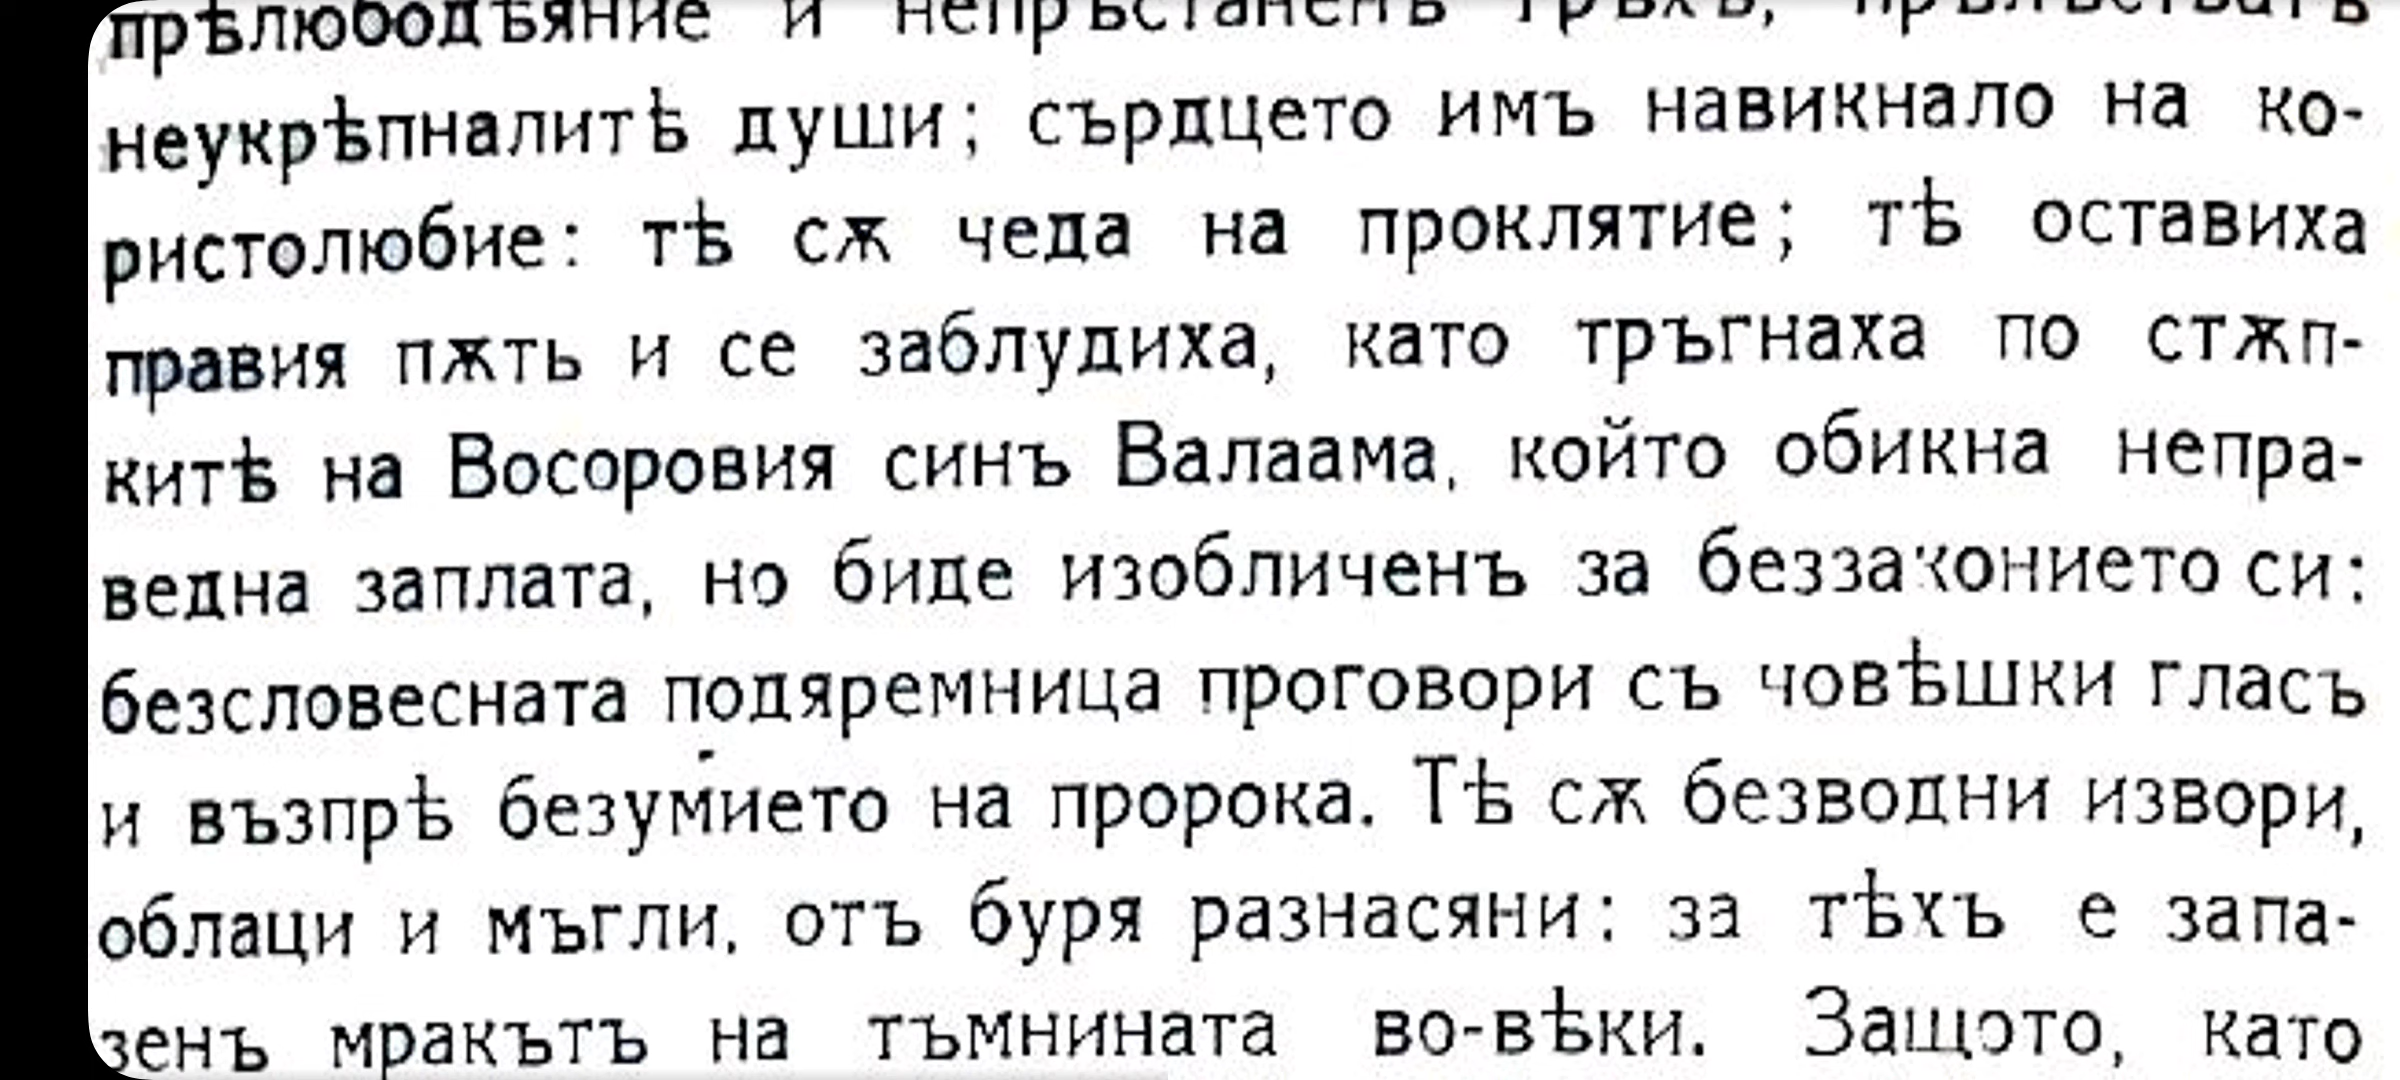 прѣлюбодѣяние и непрѣстаненъ грѣхъ, прѣлъстватъ
неукрѣпналитѣ души; сърдцето имъ навикнало на ко-
ристолюбие: тѣ сѫ чеда на проклятие; тѣ оставиха
правия пѫть и се заблудиха, като тръгнаха по стѫп-
китѣ на Восоровия синъ Валаама, който обикна непра-
ведна заплата, но биде изобличенъ за беззаконието си:
безсловесната подяремница проговори съ човѣшки гласъ
и възпрѣ безумието на пророка. Тѣ сѫ безводни извори,
облаци и мъгли, отъ буря разнасяни: за тѣхъ е запа-
зенъ мракътъ на тъмнината во-вѣки. Защото, като